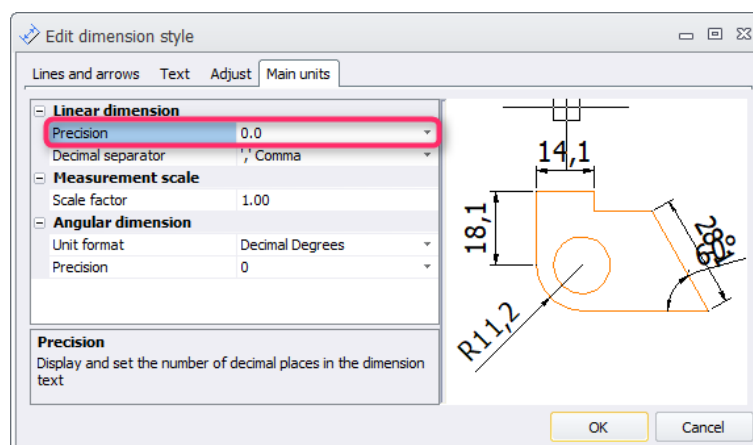 Edit dimension style
Lines and arrows Text Adjust Main units
Linear dimension
Precision 0.0
Decimal separator ',' Comma
Measurement scale
Scale factor 1.00
Angular dimension
Unit format Decimal Degrees
Precision 0
Precision
Display and set the number of decimal places in the dimension
text
14,1
18,1
R11,2
OK Cancel